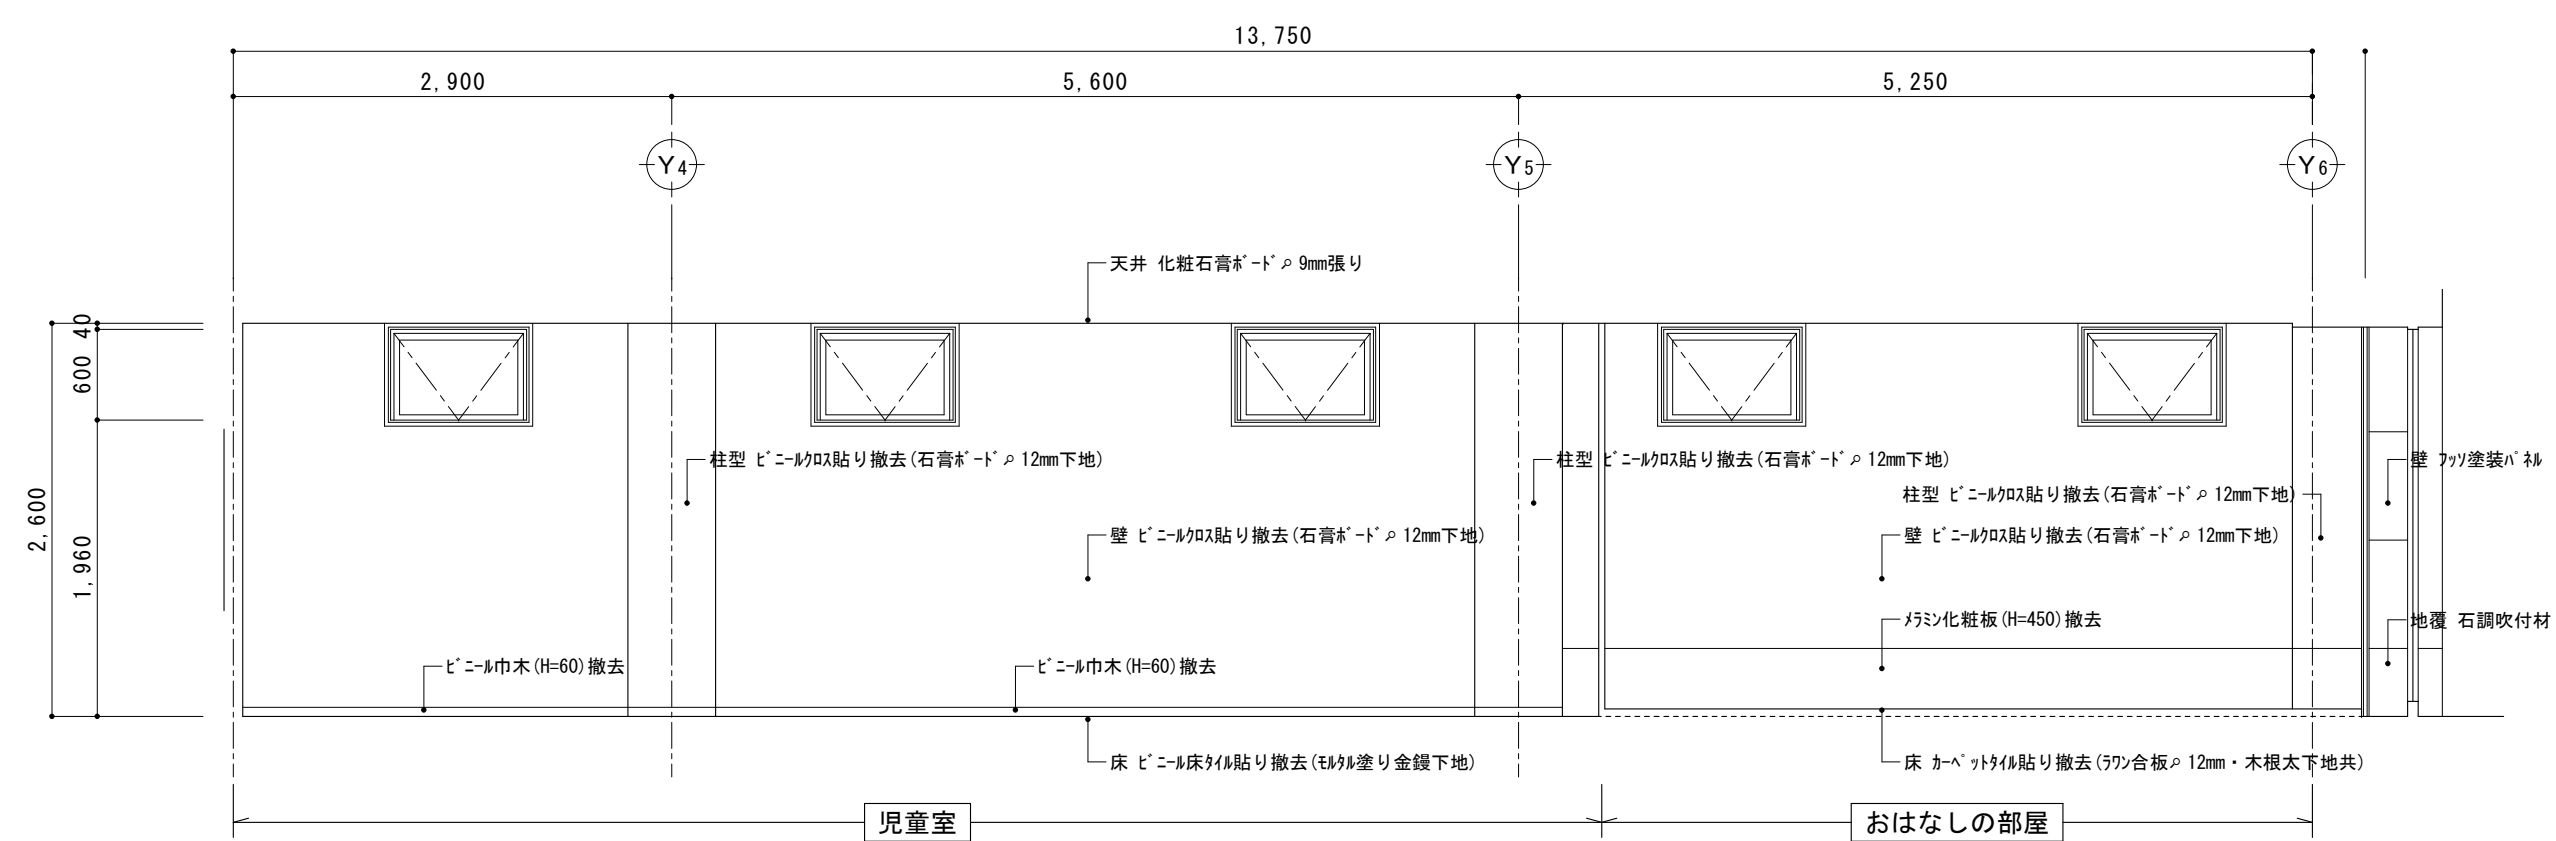 13,750
2,900
5,600
5,250
Y4
Y5
Y6
天井 化粧石膏ﾎﾞｰﾄﾞ㋐9mm張り
40
600
1,960
2,600
柱型 ﾋﾞﾆｰﾙｸﾛｽ貼り撤去(石膏ﾎﾞｰﾄﾞ㋐12mm下地)
柱型 ﾋﾞﾆｰﾙｸﾛｽ貼り撤去(石膏ﾎﾞｰﾄﾞ㋐12mm下地)
壁 ﾌｯｿ塗装ﾊﾟﾈﾙ
柱型 ﾋﾞﾆｰﾙｸﾛｽ貼り撤去(石膏ﾎﾞｰﾄﾞ㋐12mm下地)
壁 ﾋﾞﾆｰﾙｸﾛｽ貼り撤去(石膏ﾎﾞｰﾄﾞ㋐12mm下地)
壁 ﾋﾞﾆｰﾙｸﾛｽ貼り撤去(石膏ﾎﾞｰﾄﾞ㋐12mm下地)
ﾒﾗﾐﾝ化粧板(H=450)撤去
地覆 石調吹付材
ﾋﾞﾆｰﾙ巾木(H=60)撤去
ﾋﾞﾆｰﾙ巾木(H=60)撤去
床 ﾋﾞﾆｰﾙ床ﾀｲﾙ貼り撤去(ﾓﾙﾀﾙ塗り金鏝下地)
床 ｶｰﾍﾟｯﾄﾀｲﾙ貼り撤去(ﾗﾜﾝ合板㋐12mm・木根太下地共)
児童室
おはなしの部屋